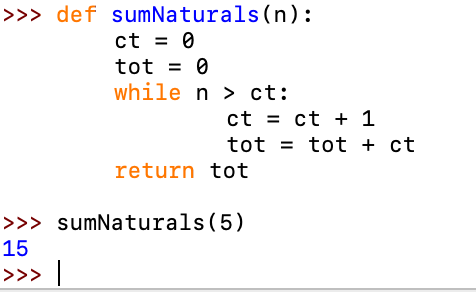 >>> def sumNaturals(n):
        ct = 0
        tot = 0
        while n > ct:
                ct = ct + 1
                tot = tot + ct
        return tot

>>> sumNaturals(5)
15
>>>